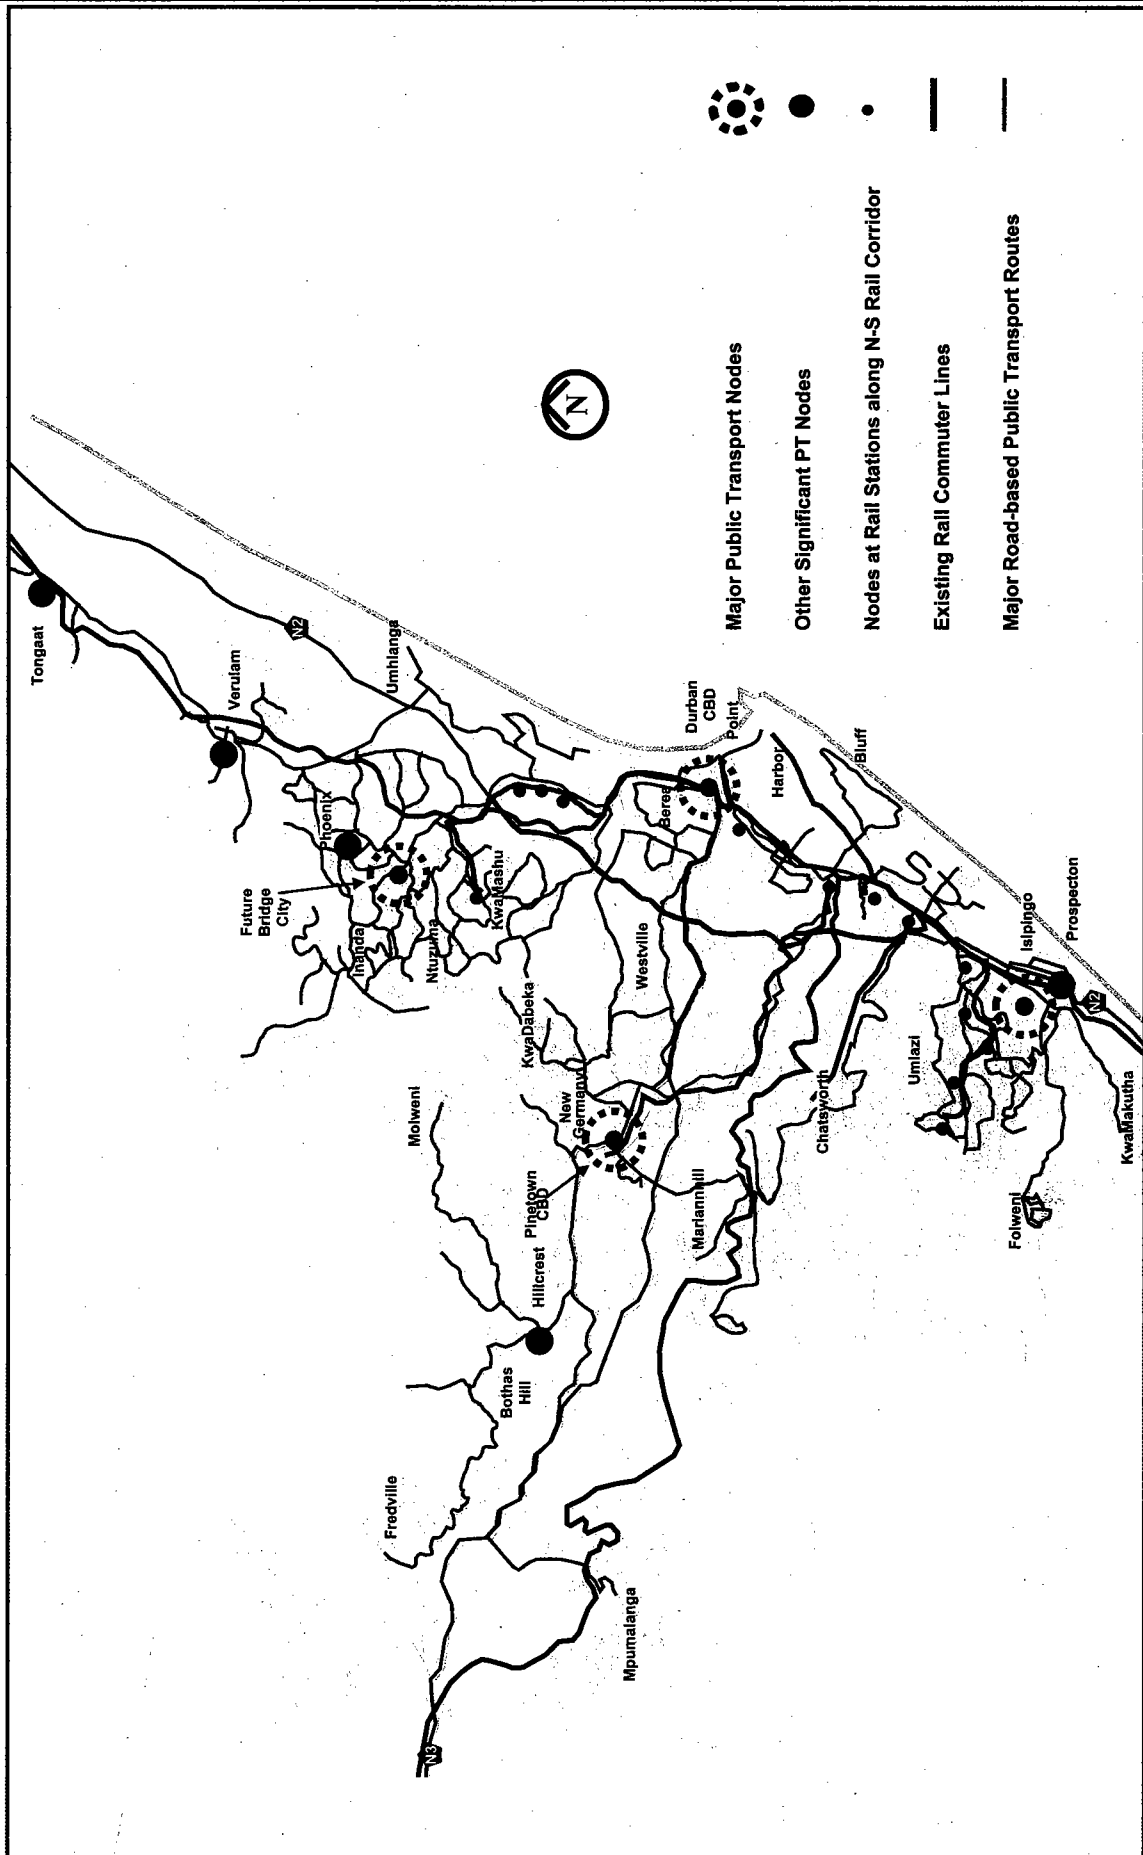 Tongaat
Verulam
N2
Umhlanga
Phoenix
Future
Bridge
City
Inanda
Ntuzuma
KwaMashu
Durban
CBD
Point
Berea
Harbor
Bluff
Westville
KwaDabeka
New
Germany
Pinetown
CBD
Molweni
Hillcrest
Bothas
Hill
Fredville
Mpumalanga
N3
Mariannhill
Chatsworth
Umlazi
Isipingo
Prospecton
N2
KwaMakutha
Folweni
N
Major Public Transport Nodes
Other Significant PT Nodes
Nodes at Rail Stations along N-S Rail Corridor
Existing Rail Commuter Lines
Major Road-based Public Transport Routes